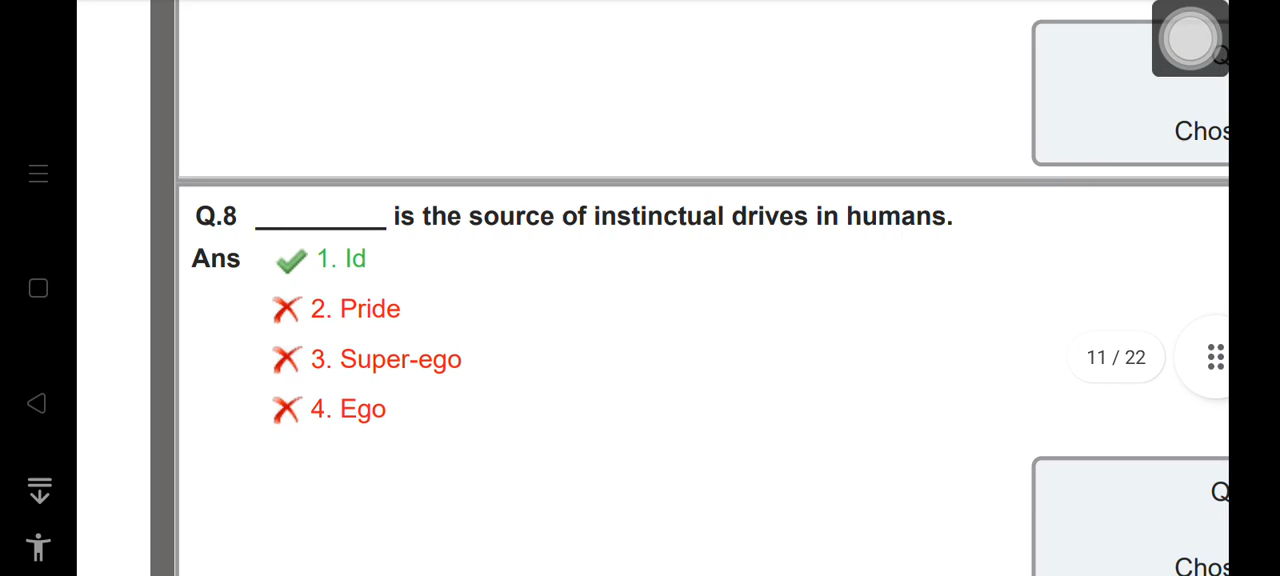 Q
Chos
Q.8 ________ is the source of instinctual drives in humans.
Ans 1. Id
2. Pride
3. Super-ego
11 / 22
4. Ego
Q
Chos